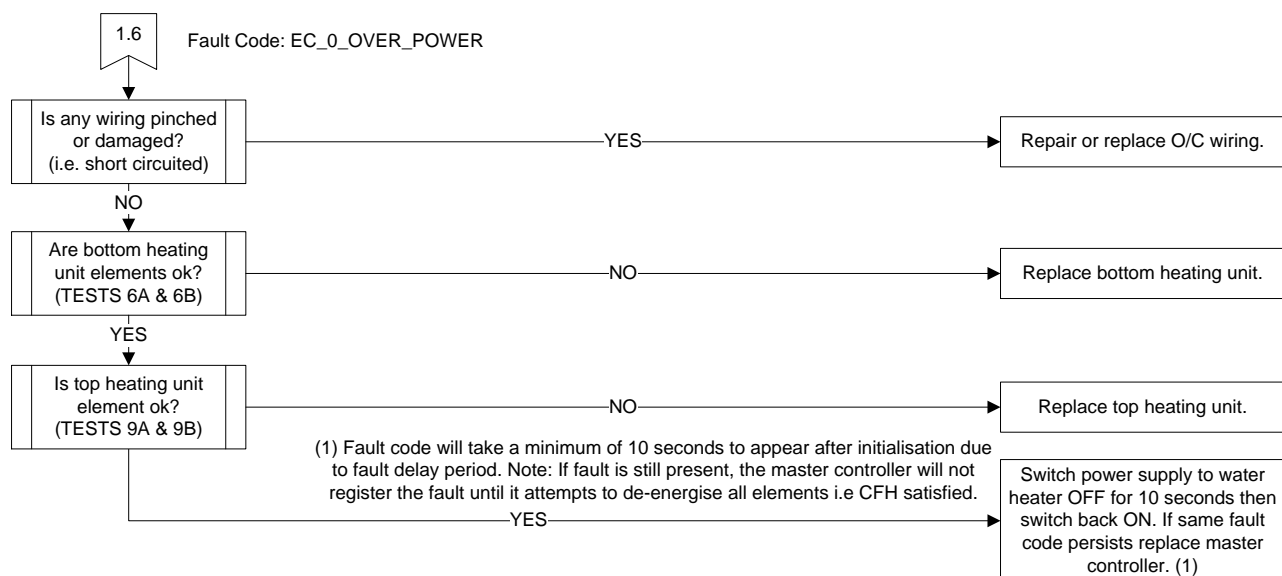 1.6
Fault Code: EC_0_OVER_POWER
Is any wiring pinched
or damaged?
(i.e. short circuited)
YES
Repair or replace O/C wiring.
NO
Are bottom heating
unit elements ok?
(TESTS 6A & 6B)
NO
Replace bottom heating unit.
YES
Is top heating unit
element ok?
(TESTS 9A & 9B)
NO
Replace top heating unit.
(1) Fault code will take a minimum of 10 seconds to appear after initialisation due
to fault delay period. Note: If fault is still present, the master controller will not
register the fault until it attempts to de-energise all elements i.e CFH satisfied.
YES
Switch power supply to water
heater OFF for 10 seconds then
switch back ON. If same fault
code persists replace master
controller. (1)